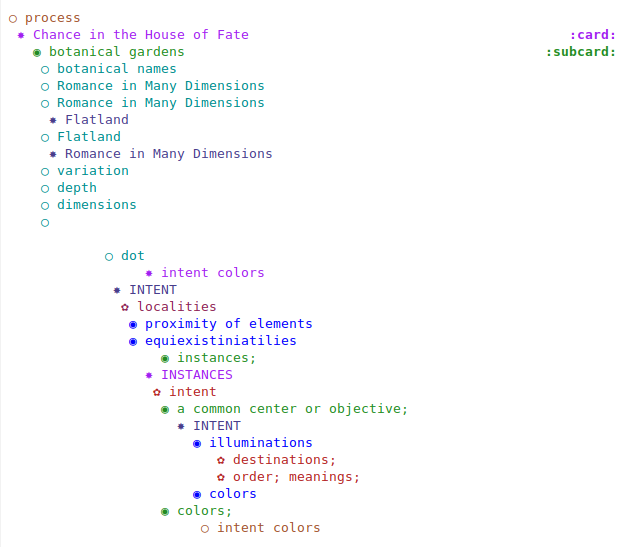 ○ process
✸ Chance in the House of Fate :card:
◉ botanical gardens :subcard:
○ botanical names
○ Romance in Many Dimensions
○ Romance in Many Dimensions
✸ Flatland
○ Flatland
✸ Romance in Many Dimensions
○ variation
○ depth
○ dimensions
○
○ dot
✸ intent colors
✸ INTENT
✿ localities
◉ proximity of elements
◉ equiexistiniatilies
◉ instances;
✸ INSTANCES
✿ intent
◉ a common center or objective;
✸ INTENT
◉ illuminations
✿ destinations;
✿ order; meanings;
◉ colors
◉ colors;
○ intent colors